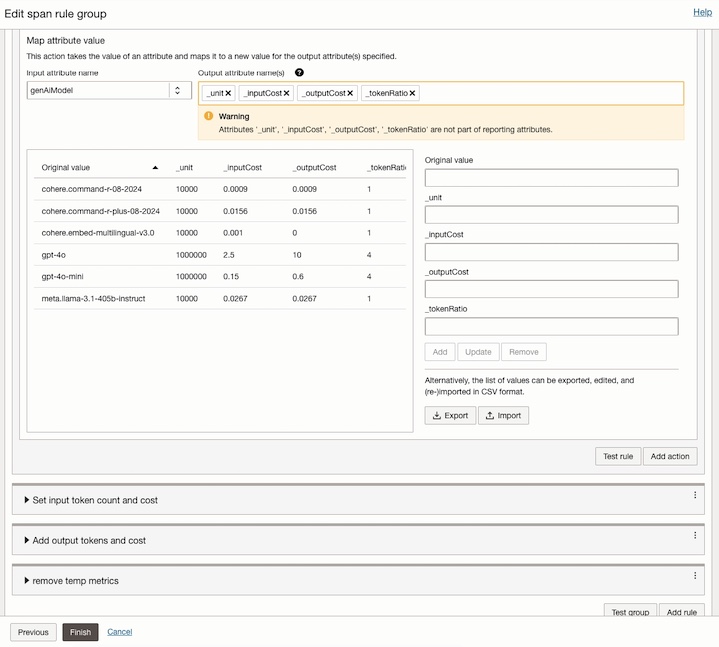 Edit span rule group
Help
Map attribute value
This action takes the value of an attribute and maps it to a new value for the output attribute(s) specified.
Input attribute name
Output attribute name(s)
genAiModel
_unit
_inputCost
_outputCost
_tokenRatio
Warning
Attributes '_unit', '_inputCost', '_outputCost', '_tokenRatio' are not part of reporting attributes.
Original value _unit _inputCost _outputCost _tokenRati
cohere.command-r-08-2024 10000 0.0009 0.0009 1
cohere.command-r-plus-08-2024 10000 0.0156 0.0156 1
cohere.embed-multilingual-v3.0 10000 0.001 0 1
gpt-4o 1000000 2.5 10 4
gpt-4o-mini 1000000 0.15 0.6 4
meta.llama-3.1-405b-instruct 10000 0.0267 0.0267 1
Original value
_unit
_inputCost
_outputCost
_tokenRatio
Add Update Remove
Alternatively, the list of values can be exported, edited, and
(re-)imported in CSV format.
Export Import
Test rule Add action
Set input token count and cost
Add output tokens and cost
remove temp metrics
Test group Add rule
Previous Finish Cancel